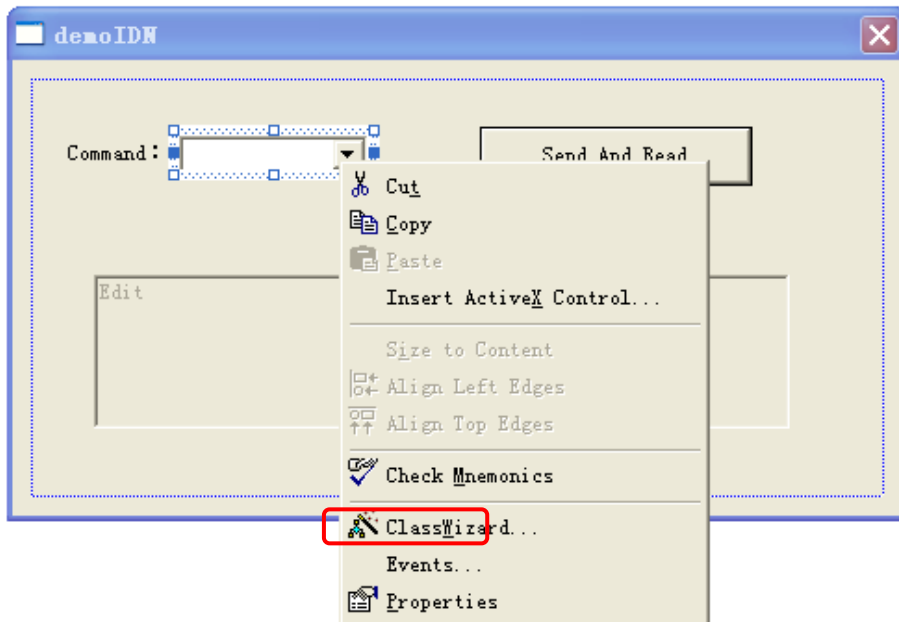 demoIDN
Command: Send And Read
Edit
Cut
Copy
Paste
Insert ActiveX Control...
Size to Content
Align Left Edges
Align Top Edges
Check Mnemonics
ClassWizard...
Events...
Properties